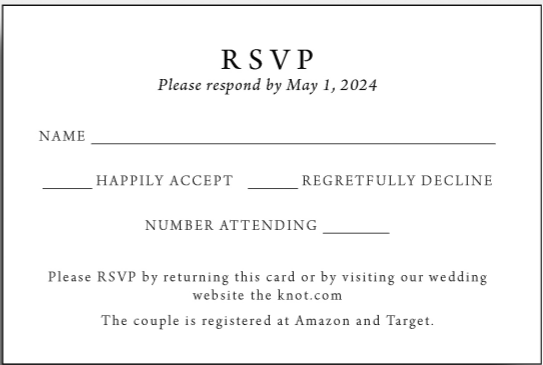 RSVP
Please respond by May 1, 2024
NAME
HAPPILY ACCEPT REGRETFULLY DECLINE
NUMBER ATTENDING
Please RSVP by returning this card or by visiting our wedding
website the knot.com
The couple is registered at Amazon and Target.